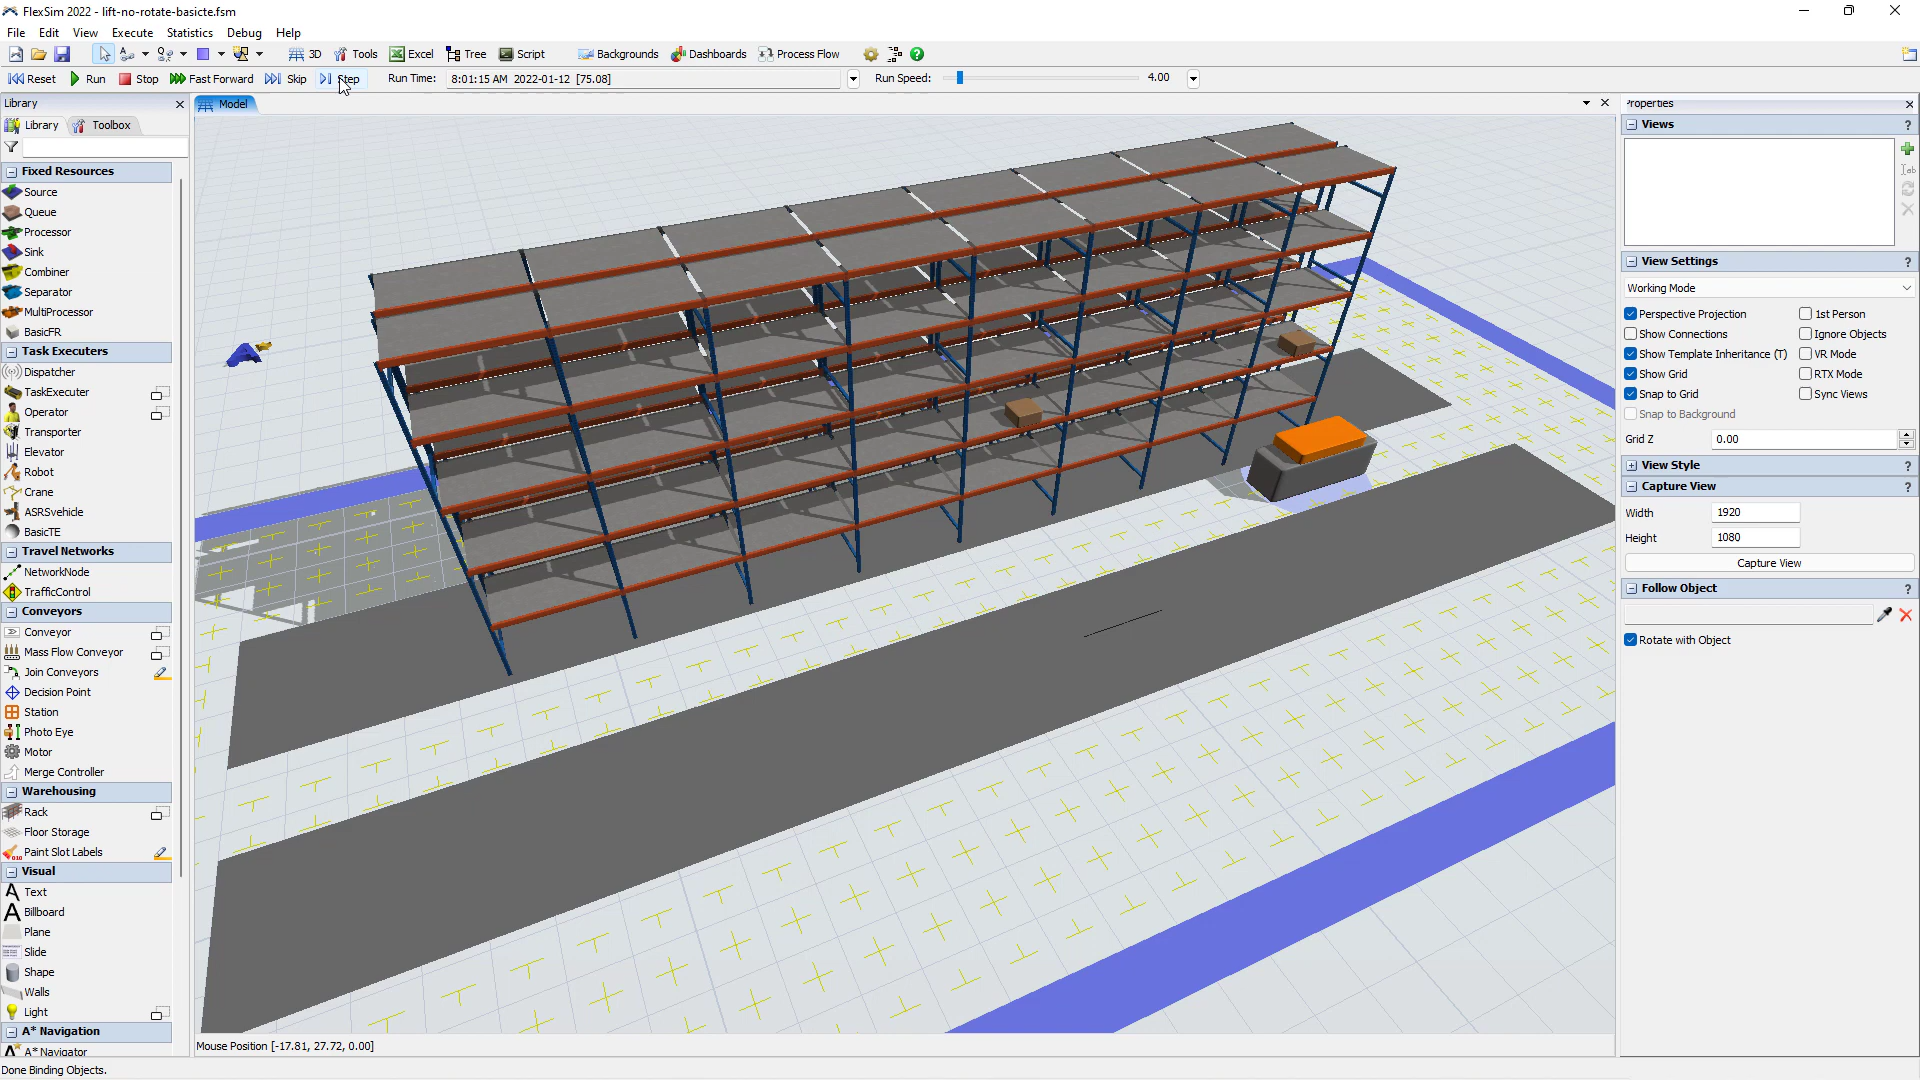 FlexSim 2022 - lift-no-rotate-basicte.fsm
File Edit View Execute Statistics Debug Help
3D Tools Excel Tree Script Backgrounds Dashboards Process Flow
Reset Run Stop Fast Forward Skip Step Run Time: 8:01:15 AM 2022-01-12 [75.08] Run Speed: 4.00
Library
Library Toolbox
Fixed Resources
Source
Queue
Processor
Sink
Combiner
Separator
MultiProcessor
BasicFR
Task Executers
Dispatcher
TaskExecuter
Operator
Transporter
Elevator
Robot
Crane
ASRSvehicle
BasicTE
Travel Networks
NetworkNode
TrafficControl
Conveyors
Conveyor
Mass Flow Conveyor
Join Conveyors
Decision Point
Station
Photo Eye
Motor
Merge Controller
Warehousing
Rack
Floor Storage
Paint Slot Labels
Visual
Text
Billboard
Plane
Slide
Shape
Walls
Light
A* Navigation
A* Navigator
Model
Mouse Position [-17.81, 27.72, 0.00]
Properties
Views
View Settings
Working Mode
Perspective Projection 1st Person
Show Connections Ignore Objects
Show Template Inheritance (T) VR Mode
Show Grid RTX Mode
Snap to Grid Sync Views
Snap to Background
Grid Z 0.00
View Style
Capture View
Width 1920
Height 1080
Capture View
Follow Object
Rotate with Object
Done Binding Objects.